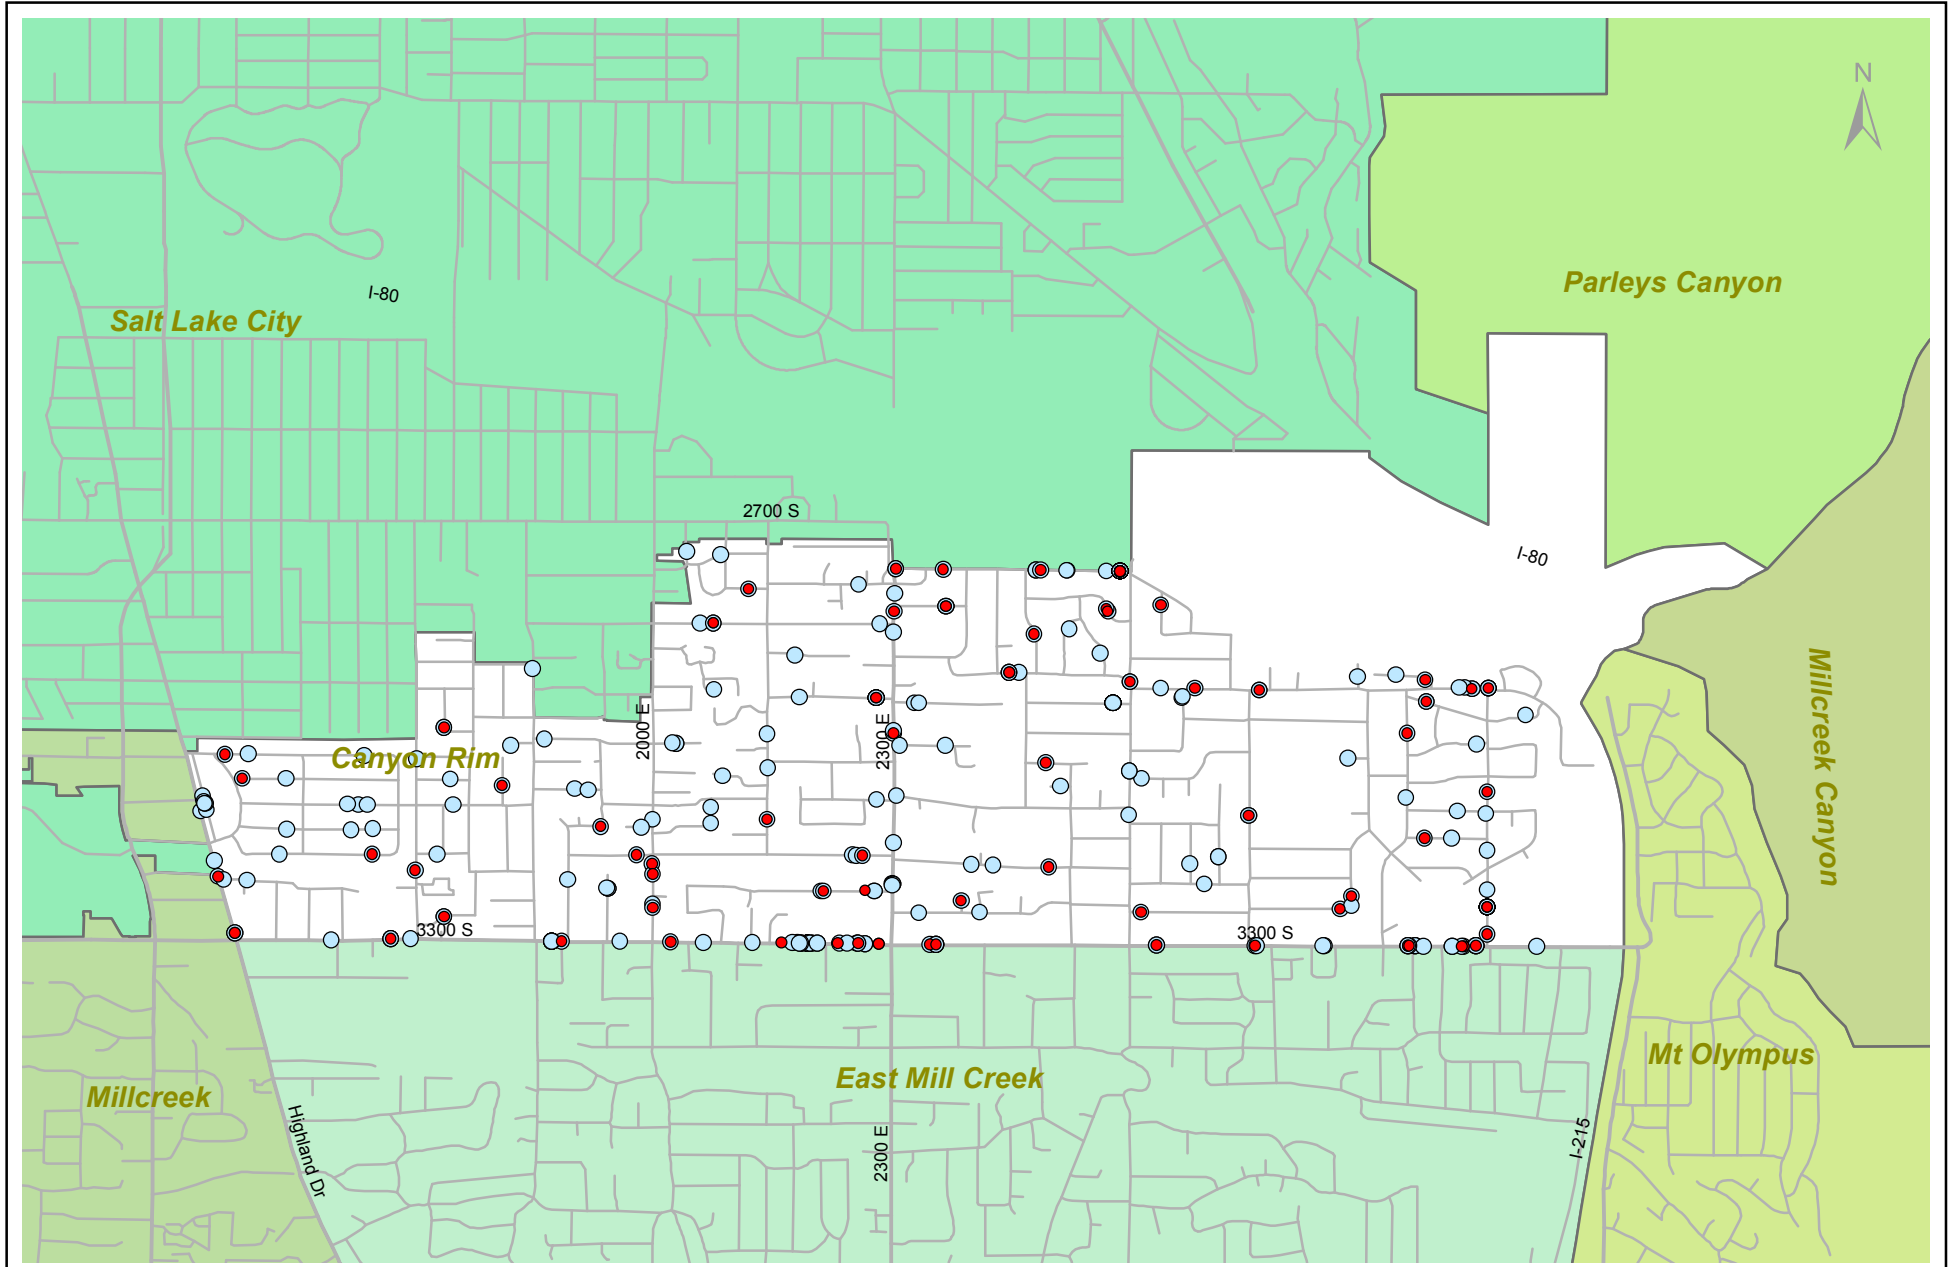 N
Parleys Canyon
I-80
Salt Lake City
2700 S
I-80
2000 E
2300 E
Canyon Rim
Millcreek Canyon
3300 S
3300 S
Mt Olympus
East Mill Creek
Millcreek
Highland Dr
2300 E
I-215